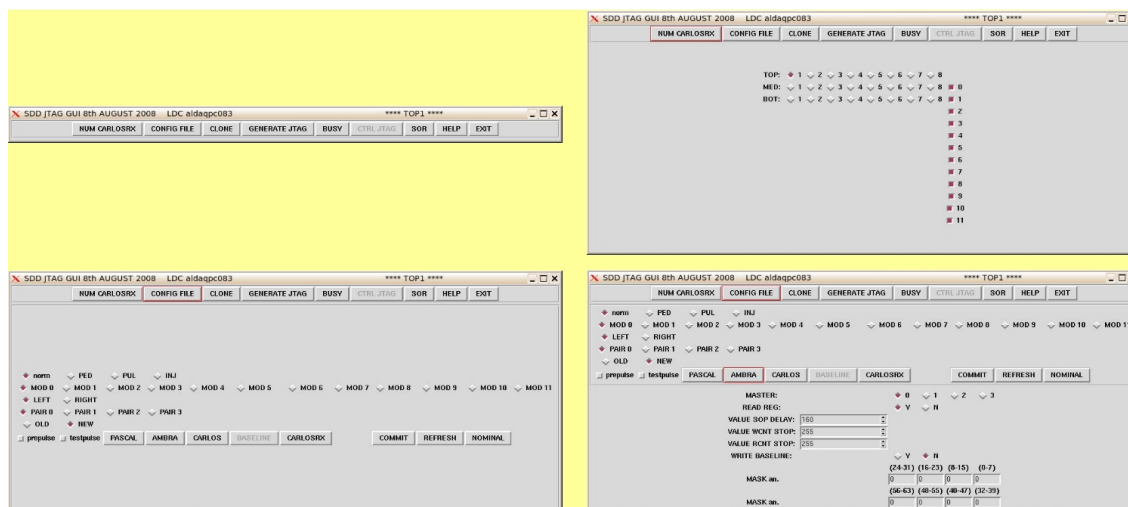 SDD JTAG GUI 8th AUGUST 2008 LDC aldaqpc083 **** TOP1 ****
NUM CARLOSRX CONFIG FILE CLONE GENERATE JTAG BUSY CTRL JTAG SOR HELP EXIT
SDD JTAG GUI 8th AUGUST 2008 LDC aldaqpc083 **** TOP1 ****
NUM CARLOSRX CONFIG FILE CLONE GENERATE JTAG BUSY CTRL JTAG SOR HELP EXIT
TOP: 1 2 3 4 5 6 7 8
MED: 1 2 3 4 5 6 7 8 0
BOT: 1 2 3 4 5 6 7 8 1
2
3
4
5
6
7
8
9
10
11
SDD JTAG GUI 8th AUGUST 2008 LDC aldaqpc083 **** TOP1 ****
NUM CARLOSRX CONFIG FILE CLONE GENERATE JTAG BUSY CTRL JTAG SOR HELP EXIT
norm PED PUL INJ
MOD 0 MOD 1 MOD 2 MOD 3 MOD 4 MOD 5 MOD 6 MOD 7 MOD 8 MOD 9 MOD 10 MOD 11
LEFT RIGHT
PAIR 0 PAIR 1 PAIR 2 PAIR 3
OLD NEW
prepulse testpulse PASCAL AMBRA CARLOS BASELINE CARLOSRX COMMIT REFRESH NOMINAL
SDD JTAG GUI 8th AUGUST 2008 LDC aldaqpc083 **** TOP1 ****
NUM CARLOSRX CONFIG FILE CLONE GENERATE JTAG BUSY CTRL JTAG SOR HELP EXIT
norm PED PUL INJ
MOD 0 MOD 1 MOD 2 MOD 3 MOD 4 MOD 5 MOD 6 MOD 7 MOD 8 MOD 9 MOD 10 MOD 11
LEFT RIGHT
PAIR 0 PAIR 1 PAIR 2 PAIR 3
OLD NEW
prepulse testpulse PASCAL AMBRA CARLOS BASELINE CARLOSRX COMMIT REFRESH NOMINAL
MASTER: 0 1 2 3
READ REG: Y N
VALUE SOP DELAY: 160
VALUE WCNT STOP: 255
VALUE RCNT STOP: 255
WRITE BASELINE: Y N
(24-31) (16-23) (8-15) (0-7)
MASK an. 0 0 0 0
(56-63) (48-55) (40-47) (32-39)
MASK an. 0 0 0 0